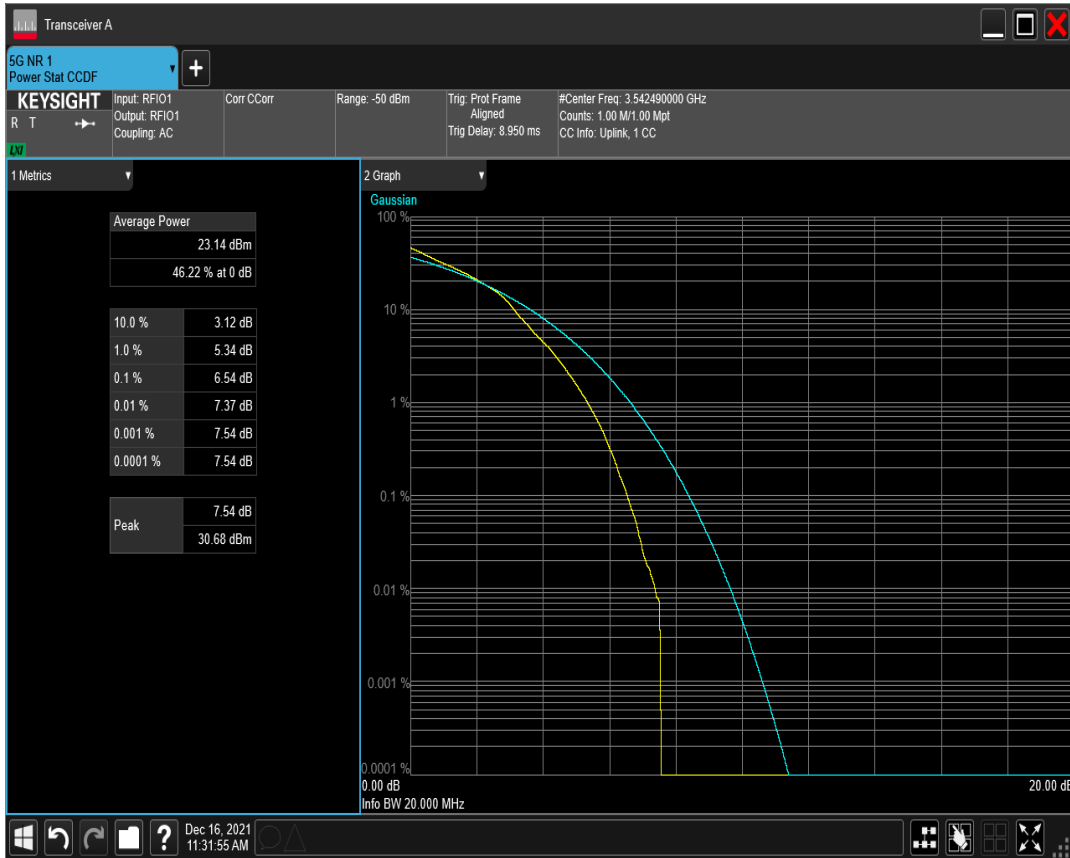 Transceiver A
5G NR 1
Power Stat CCDF
KEYSIGHT
R T
LXI
Input: RFIO1
Output: RFIO1
Coupling: AC
Corr CCorr
Range: -50 dBm
Trig: Prot Frame
Aligned
Trig Delay: 8.950 ms
#Center Freq: 3.542490000 GHz
Counts: 1.00 M/1.00 Mpt
CC Info: Uplink, 1 CC
1 Metrics
Average Power
23.14 dBm
46.22 % at 0 dB
10.0 % 3.12 dB
1.0 % 5.34 dB
0.1 % 6.54 dB
0.01 % 7.37 dB
0.001 % 7.54 dB
0.0001 % 7.54 dB
Peak
7.54 dB
30.68 dBm
2 Graph
Gaussian
100 %
10 %
1 %
0.1 %
0.01 %
0.001 %
0.0001 %
0.00 dB 20.00 dB
Info BW 20.000 MHz
?
Dec 16, 2021
11:31:55 AM